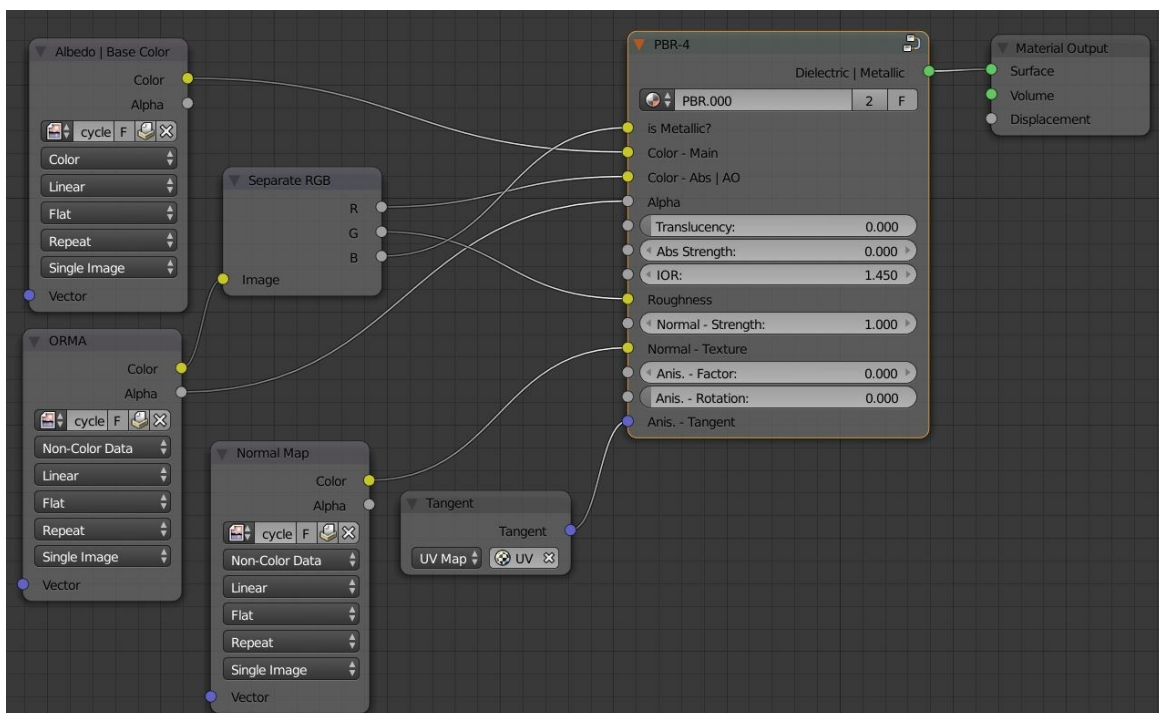 Albedo | Base Color
Color
Alpha
cycle F
Color
Linear
Flat
Repeat
Single Image
Vector
ORMA
Color
Alpha
cycle F
Non-Color Data
Linear
Flat
Repeat
Single Image
Vector
Separate RGB
R
G
B
Image
Normal Map
Color
Alpha
cycle F
Non-Color Data
Linear
Flat
Repeat
Single Image
Vector
Tangent
Tangent
UV Map UV
PBR-4
Dielectric | Metallic
PBR.000 2 F
is Metallic?
Color - Main
Color - Abs | AO
Alpha
Translucency: 0.000
Abs Strength: 0.000
IOR: 1.450
Roughness
Normal - Strength: 1.000
Normal - Texture
Anis. - Factor: 0.000
Anis. - Rotation: 0.000
Anis. - Tangent
Material Output
Surface
Volume
Displacement